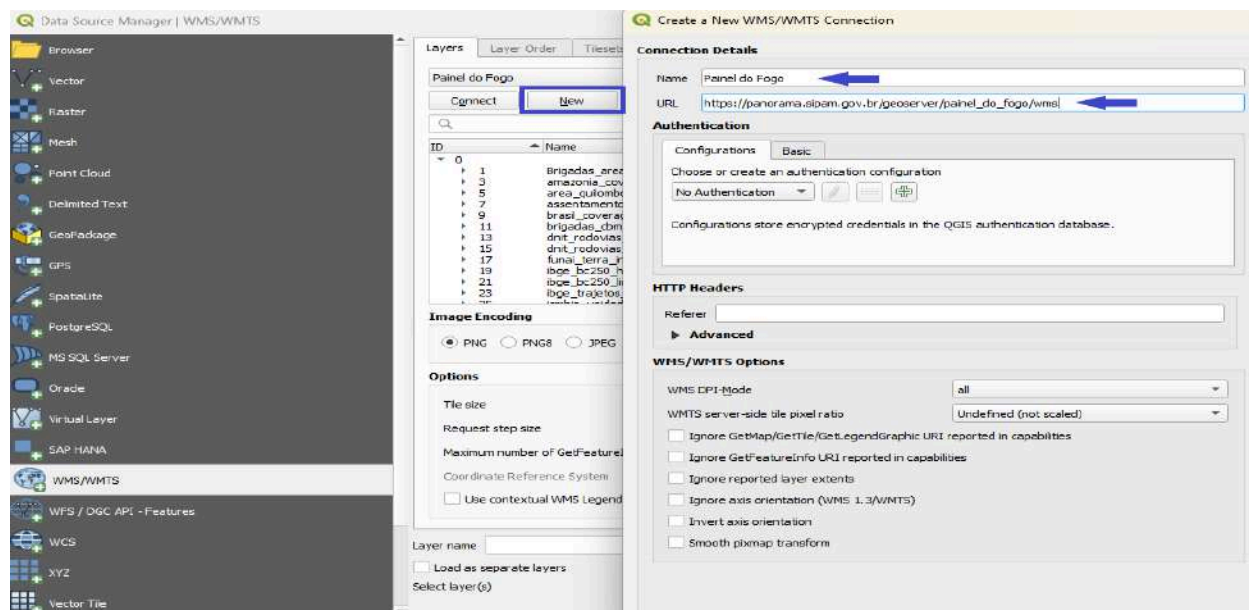 Data Source Manager | WMS/WMTS
Browser
Vector
Raster
Mesh
Point Cloud
Delimited Text
GeoPackage
GPS
SpatiaLite
PostgreSQL
MS SQL Server
Oracle
Virtual Layer
SAP HANA
WMS/WMTS
WFS / OGC API - Features
WCS
XYZ
Vector Tile
Layers
Layer Order
Tilesets
Painel do Fogo
Connect
New
ID
Name
0
1 Brigadas_area
3 amazonia_cov
5 area_quilombo
7 assentamento
9 brasil_coverag
11 brigadas_cbm
13 dnit_rodovias
15 dnit_rodovias
17 funai_terra_in
19 ibge_bc250_h
21 ibge_bc250_li
23 ibge_trajetos
Image Encoding
PNG
PNG8
JPEG
Options
Tile size
Request step size
Maximum number of GetFeatureI
Coordinate Reference System
Use contextual WMS Legend
Layer name
Load as separate layers
Select layer(s)
Create a New WMS/WMTS Connection
Connection Details
Name
Painel do Fogo
URL
https://panorama.sipam.gov.br/geoserver/painel_do_fogo/wms
Authentication
Configurations
Basic
Choose or create an authentication configuration
No Authentication
Configurations store encrypted credentials in the QGIS authentication database.
HTTP Headers
Referer
Advanced
WMS/WMTS Options
WMS DPI-Mode
all
WMTS server-side tile pixel ratio
Undefined (not scaled)
Ignore GetMap/GetTile/GetLegendGraphic URI reported in capabilities
Ignore GetFeatureInfo URI reported in capabilities
Ignore reported layer extents
Ignore axis orientation (WMS 1.3/WMTS)
Invert axis orientation
Smooth pixmap transform